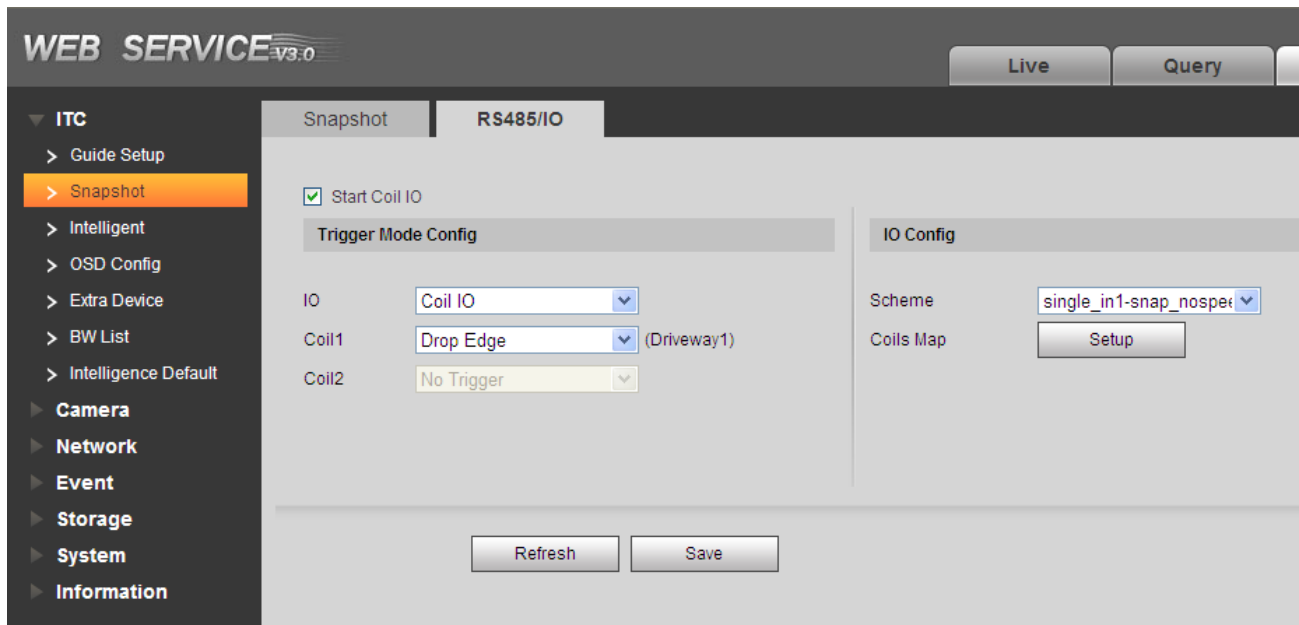 WEB SERVICE V3.0
Live
Query
ITC
Guide Setup
Snapshot
Intelligent
OSD Config
Extra Device
BW List
Intelligence Default
Camera
Network
Event
Storage
System
Information
Snapshot
RS485/IO
Start Coil IO
Trigger Mode Config
IO Coil IO
Coil1 Drop Edge (Driveway1)
Coil2 No Trigger
IO Config
Scheme single_in1-snap_nospee
Coils Map Setup
Refresh
Save